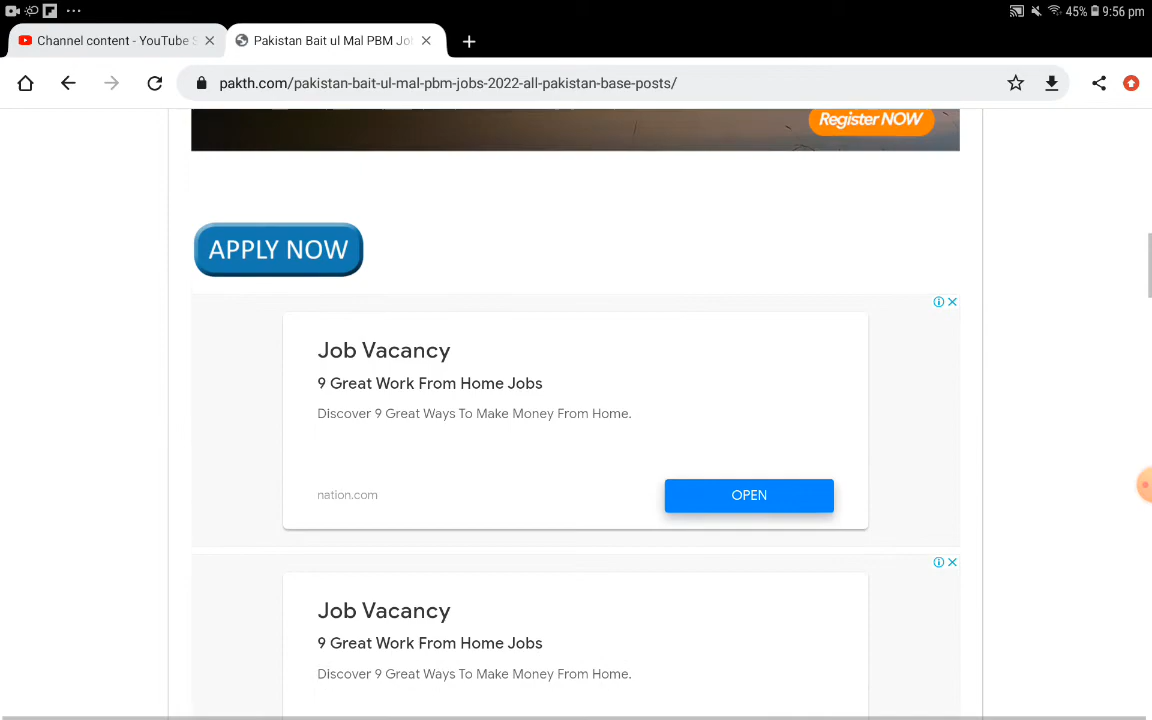 45% 9:56 pm
Channel content - YouTube S
Pakistan Bait ul Mal PBM Jo
pakth.com/pakistan-bait-ul-mal-pbm-jobs-2022-all-pakistan-base-posts/
Register NOW
APPLY NOW
Job Vacancy
9 Great Work From Home Jobs
Discover 9 Great Ways To Make Money From Home.
nation.com
OPEN
Job Vacancy
9 Great Work From Home Jobs
Discover 9 Great Ways To Make Money From Home.